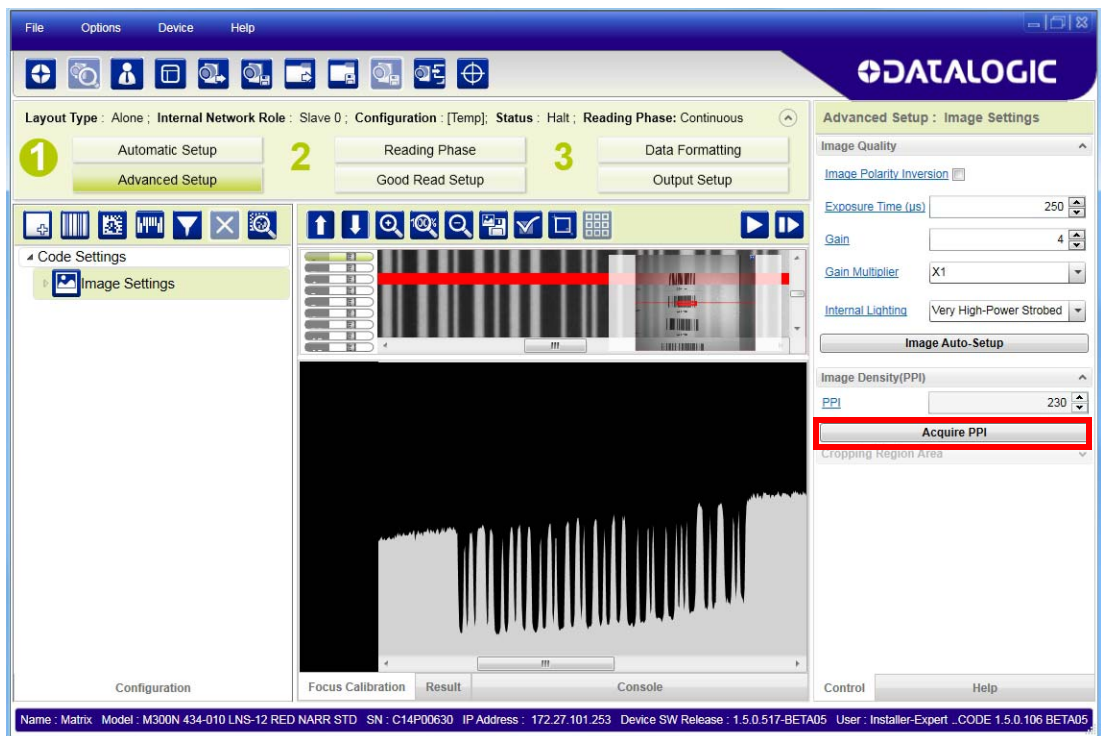 File Options Device Help
DATALOGIC
Layout Type : Alone ; Internal Network Role : Slave 0 ; Configuration : [Temp]; Status : Halt ; Reading Phase: Continuous
1 Automatic Setup
Advanced Setup
2 Reading Phase
Good Read Setup
3 Data Formatting
Output Setup
100%
Code Settings
Image Settings
Configuration
Focus Calibration Result Console
Advanced Setup : Image Settings
Image Quality
Image Polarity Inversion
Exposure Time (µs) 250
Gain 4
Gain Multiplier X1
Internal Lighting Very High-Power Strobed
Image Auto-Setup
Image Density(PPI)
PPI 230
Acquire PPI
Cropping Region Area
Control Help
Name : Matrix Model : M300N 434-010 LNS-12 RED NARR STD SN : C14P00630 IP Address : 172.27.101.253 Device SW Release : 1.5.0.517-BETA05 User : Installer-Expert ..CODE 1.5.0.106 BETA05